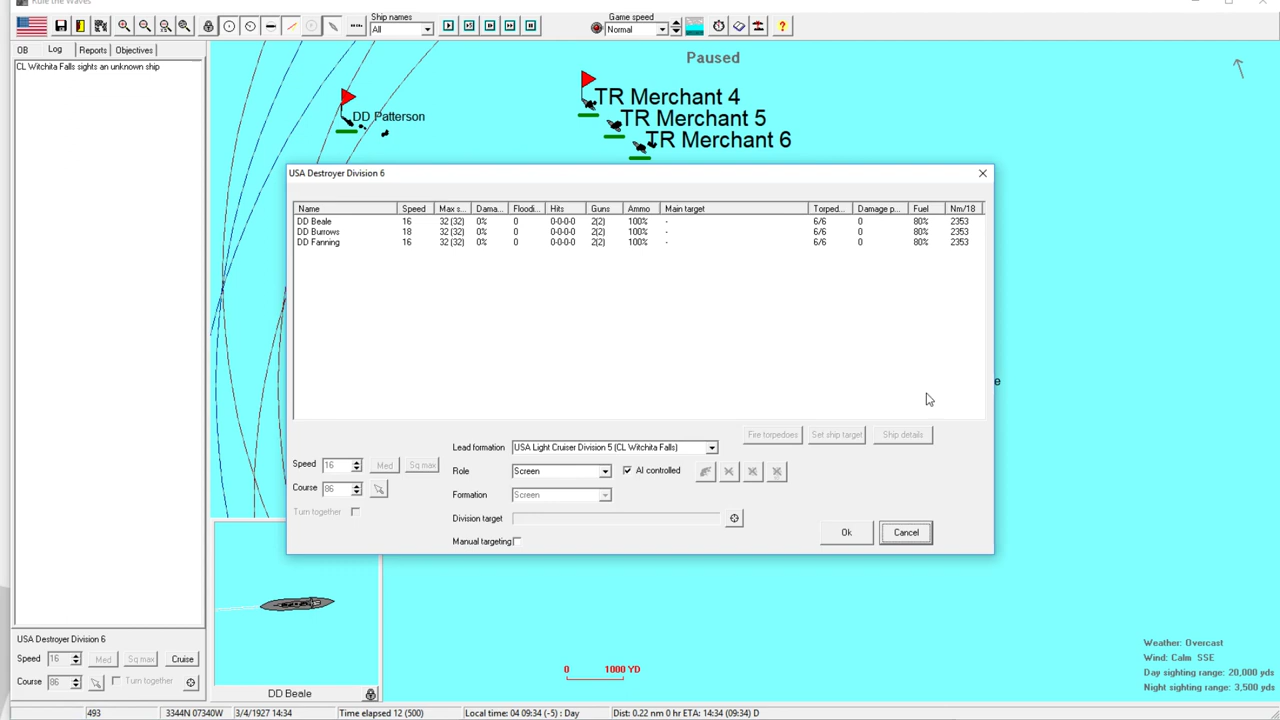 Rule the Waves
Ship names
All
Game speed
Normal
OB Log Reports Objectives
CL Witchita Falls sights an unknown ship
Paused
DD Patterson
TR Merchant 4
TR Merchant 5
TR Merchant 6
USA Destroyer Division 6
Name Speed Max s... Dama... Floodi... Hits Guns Ammo Main target Torped... Damage p... Fuel Nm/18
DD Beale 16 32 (32) 0% 0 0-0-0-0 2(2) 100% - 6/6 0 80% 2353
DD Burrows 18 32 (32) 0% 0 0-0-0-0 2(2) 100% - 6/6 0 80% 2353
DD Fanning 16 32 (32) 0% 0 0-0-0-0 2(2) 100% - 6/6 0 80% 2353
e
Lead formation USA Light Cruiser Division 5 (CL Witchita Falls)
Fire torpedoes Set ship target Ship details
Speed 16 Med Sq max
Role Screen AI controlled
Course 86
Formation Screen
Turn together
Division target
Manual targeting
Ok Cancel
USA Destroyer Division 6
Speed 16 Med Sq max Cruise
Course 86 Turn together
DD Beale
0 1000 YD
Weather: Overcast
Wind: Calm SSE
Day sighting range: 20,000 yds
Night sighting range: 3,500 yds
493 3344N 07340W 3/4/1927 14:34 Time elapsed 12 (500) Local time: 04 09:34 (-5) : Day Dist: 0.22 nm 0 hr ETA: 14:34 (09:34) D